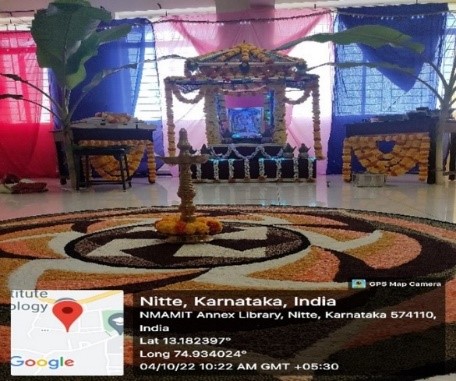 GPS Map Camera
Nitte, Karnataka, India
NMAMIT Annex Library, Nitte, Karnataka 574110,
India
Lat 13.182397°
Long 74.934024°
04/10/22 10:22 AM GMT +05:30
titute
ology
Google